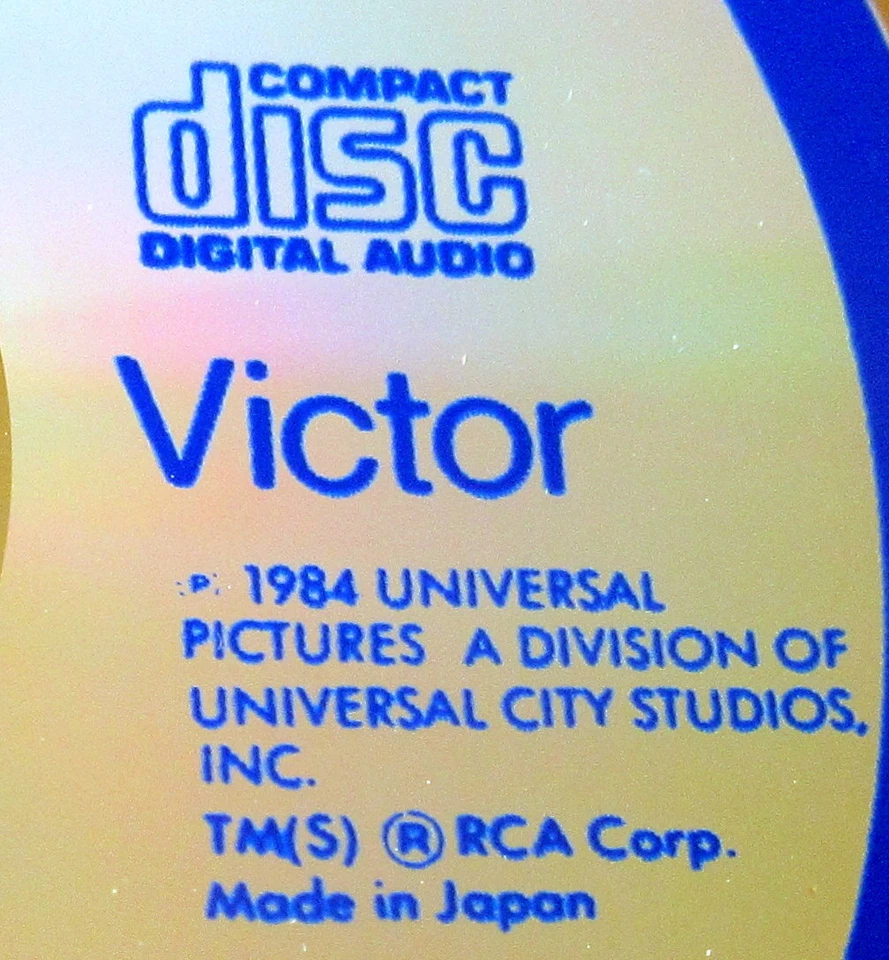 COMPACT
disc
DIGITAL AUDIO
Victor
℗ 1984 UNIVERSAL
PICTURES A DIVISION OF
UNIVERSAL CITY STUDIOS,
INC.
TM(S) ® RCA Corp.
Made in Japan